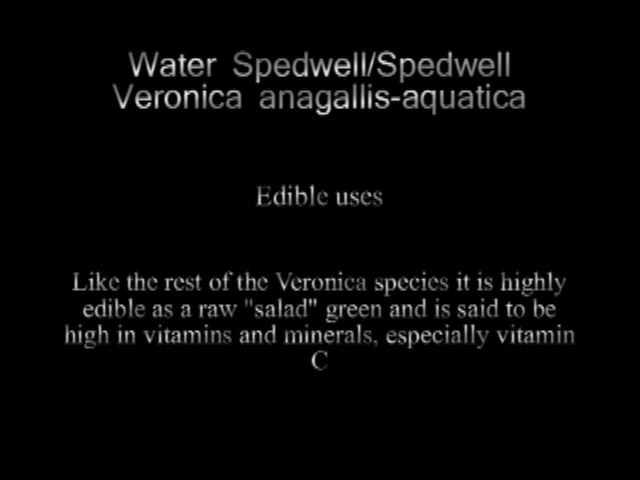 Water Spedwell/Spedwell
Veronica anagallis-aquatica
Edible uses
Like the rest of the Veronica species it is highly
edible as a raw "salad" green and is said to be
high in vitamins and minerals, especially vitamin
C